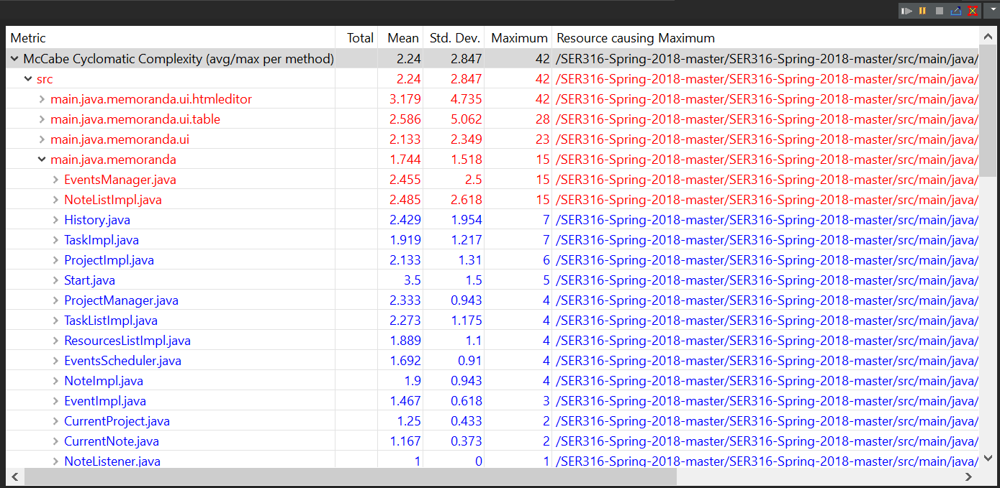 Metric Total Mean Std. Dev. Maximum Resource causing Maximum
McCabe Cyclomatic Complexity (avg/max per method) 2.24 2.847 42 /SER316-Spring-2018-master/SER316-Spring-2018-master/src/main/java/
src 2.24 2.847 42 /SER316-Spring-2018-master/SER316-Spring-2018-master/src/main/java/
main.java.memoranda.ui.htmleditor 3.179 4.735 42 /SER316-Spring-2018-master/SER316-Spring-2018-master/src/main/java/
main.java.memoranda.ui.table 2.586 5.062 28 /SER316-Spring-2018-master/SER316-Spring-2018-master/src/main/java/
main.java.memoranda.ui 2.133 2.349 23 /SER316-Spring-2018-master/SER316-Spring-2018-master/src/main/java/
main.java.memoranda 1.744 1.518 15 /SER316-Spring-2018-master/SER316-Spring-2018-master/src/main/java/
EventsManager.java 2.455 2.5 15 /SER316-Spring-2018-master/SER316-Spring-2018-master/src/main/java/
NoteListImpl.java 2.485 2.618 15 /SER316-Spring-2018-master/SER316-Spring-2018-master/src/main/java/
History.java 2.429 1.954 7 /SER316-Spring-2018-master/SER316-Spring-2018-master/src/main/java/
TaskImpl.java 1.919 1.217 7 /SER316-Spring-2018-master/SER316-Spring-2018-master/src/main/java/
ProjectImpl.java 2.133 1.31 6 /SER316-Spring-2018-master/SER316-Spring-2018-master/src/main/java/
Start.java 3.5 1.5 5 /SER316-Spring-2018-master/SER316-Spring-2018-master/src/main/java/
ProjectManager.java 2.333 0.943 4 /SER316-Spring-2018-master/SER316-Spring-2018-master/src/main/java/
TaskListImpl.java 2.273 1.175 4 /SER316-Spring-2018-master/SER316-Spring-2018-master/src/main/java/
ResourcesListImpl.java 1.889 1.1 4 /SER316-Spring-2018-master/SER316-Spring-2018-master/src/main/java/
EventsScheduler.java 1.692 0.91 4 /SER316-Spring-2018-master/SER316-Spring-2018-master/src/main/java/
NoteImpl.java 1.9 0.943 4 /SER316-Spring-2018-master/SER316-Spring-2018-master/src/main/java/
EventImpl.java 1.467 0.618 3 /SER316-Spring-2018-master/SER316-Spring-2018-master/src/main/java/
CurrentProject.java 1.25 0.433 2 /SER316-Spring-2018-master/SER316-Spring-2018-master/src/main/java/
CurrentNote.java 1.167 0.373 2 /SER316-Spring-2018-master/SER316-Spring-2018-master/src/main/java/
NoteListener.java 1 0 1 /SER316-Spring-2018-master/SER316-Spring-2018-master/src/main/java/